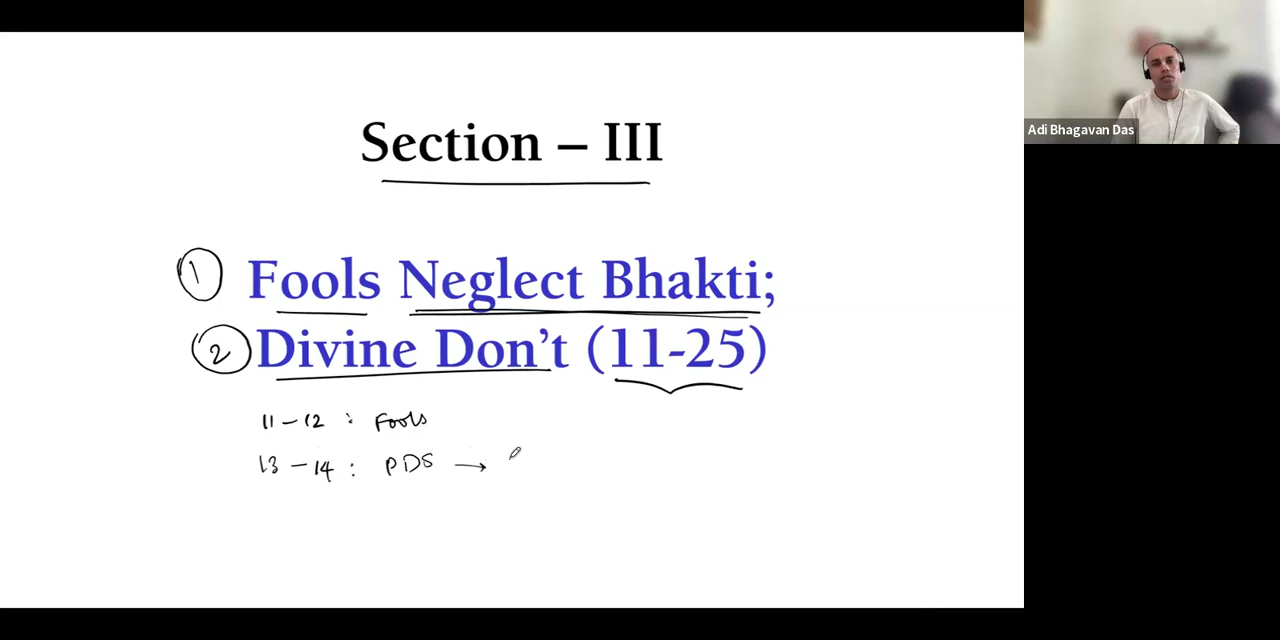 Section – III
① Fools Neglect Bhakti;
② Divine Don't (11-25)
11 – 12 : Fools
13 – 14 : PDS →
Adi Bhagavan Das